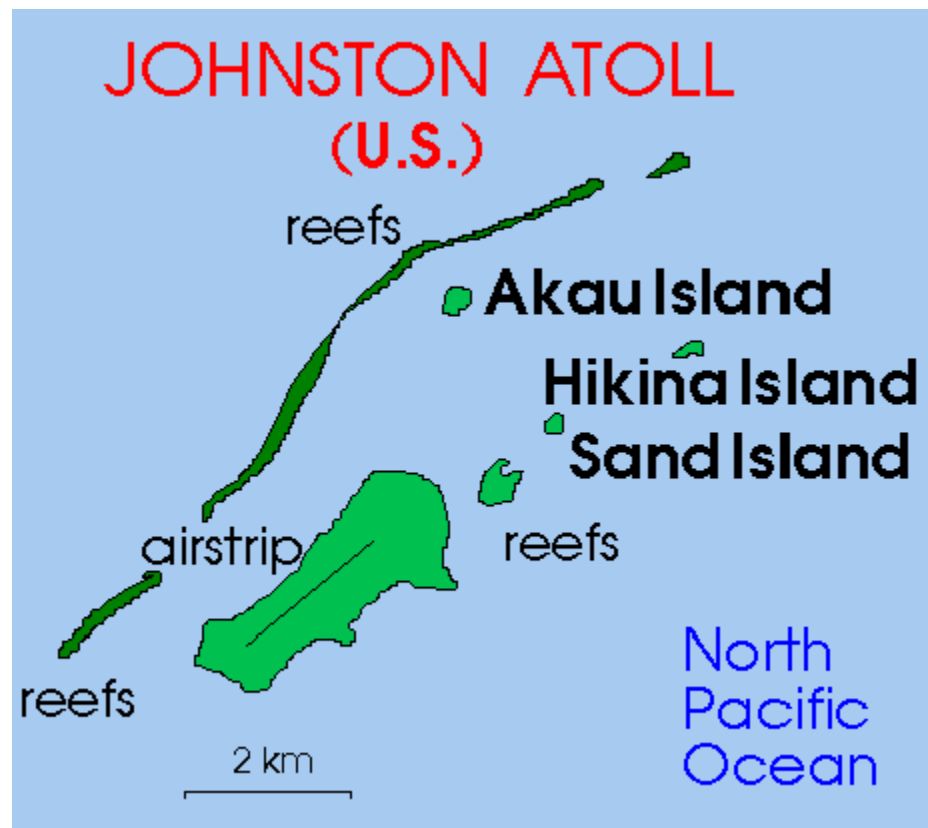 JOHNSTON ATOLL
(U.S.)
reefs
Akau Island
Hikina Island
Sand Island
airstrip
reefs
reefs
North
Pacific
Ocean
2 km